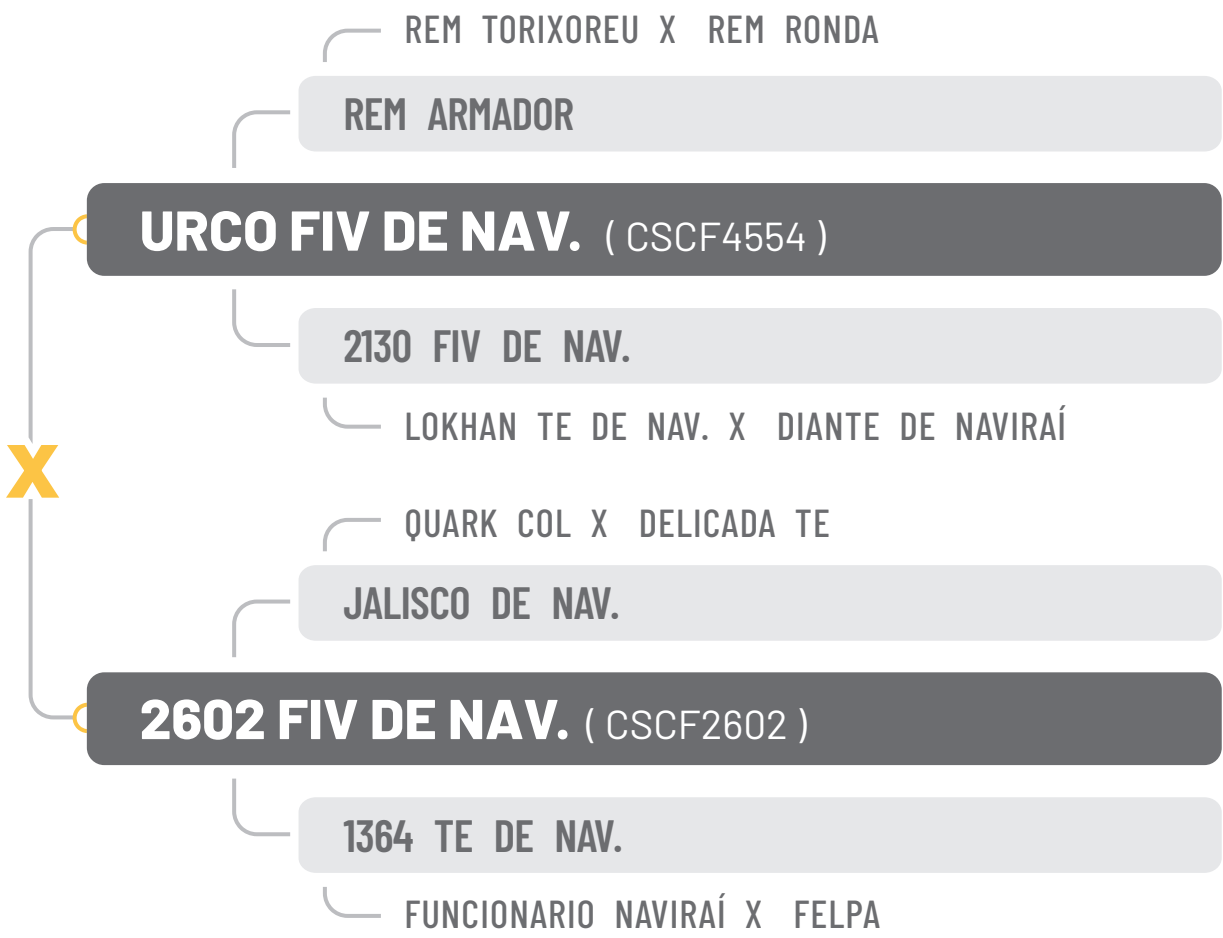 REM TORIXOREU X REM RONDA
REM ARMADOR
URCO FIV DE NAV. ( CSCF4554 )
2130 FIV DE NAV.
LOKHAN TE DE NAV. X DIANTE DE NAVIRAÍ
X
QUARK COL X DELICADA TE
JALISCO DE NAV.
2602 FIV DE NAV. ( CSCF2602 )
1364 TE DE NAV.
FUNCIONARIO NAVIRAÍ X FELPA